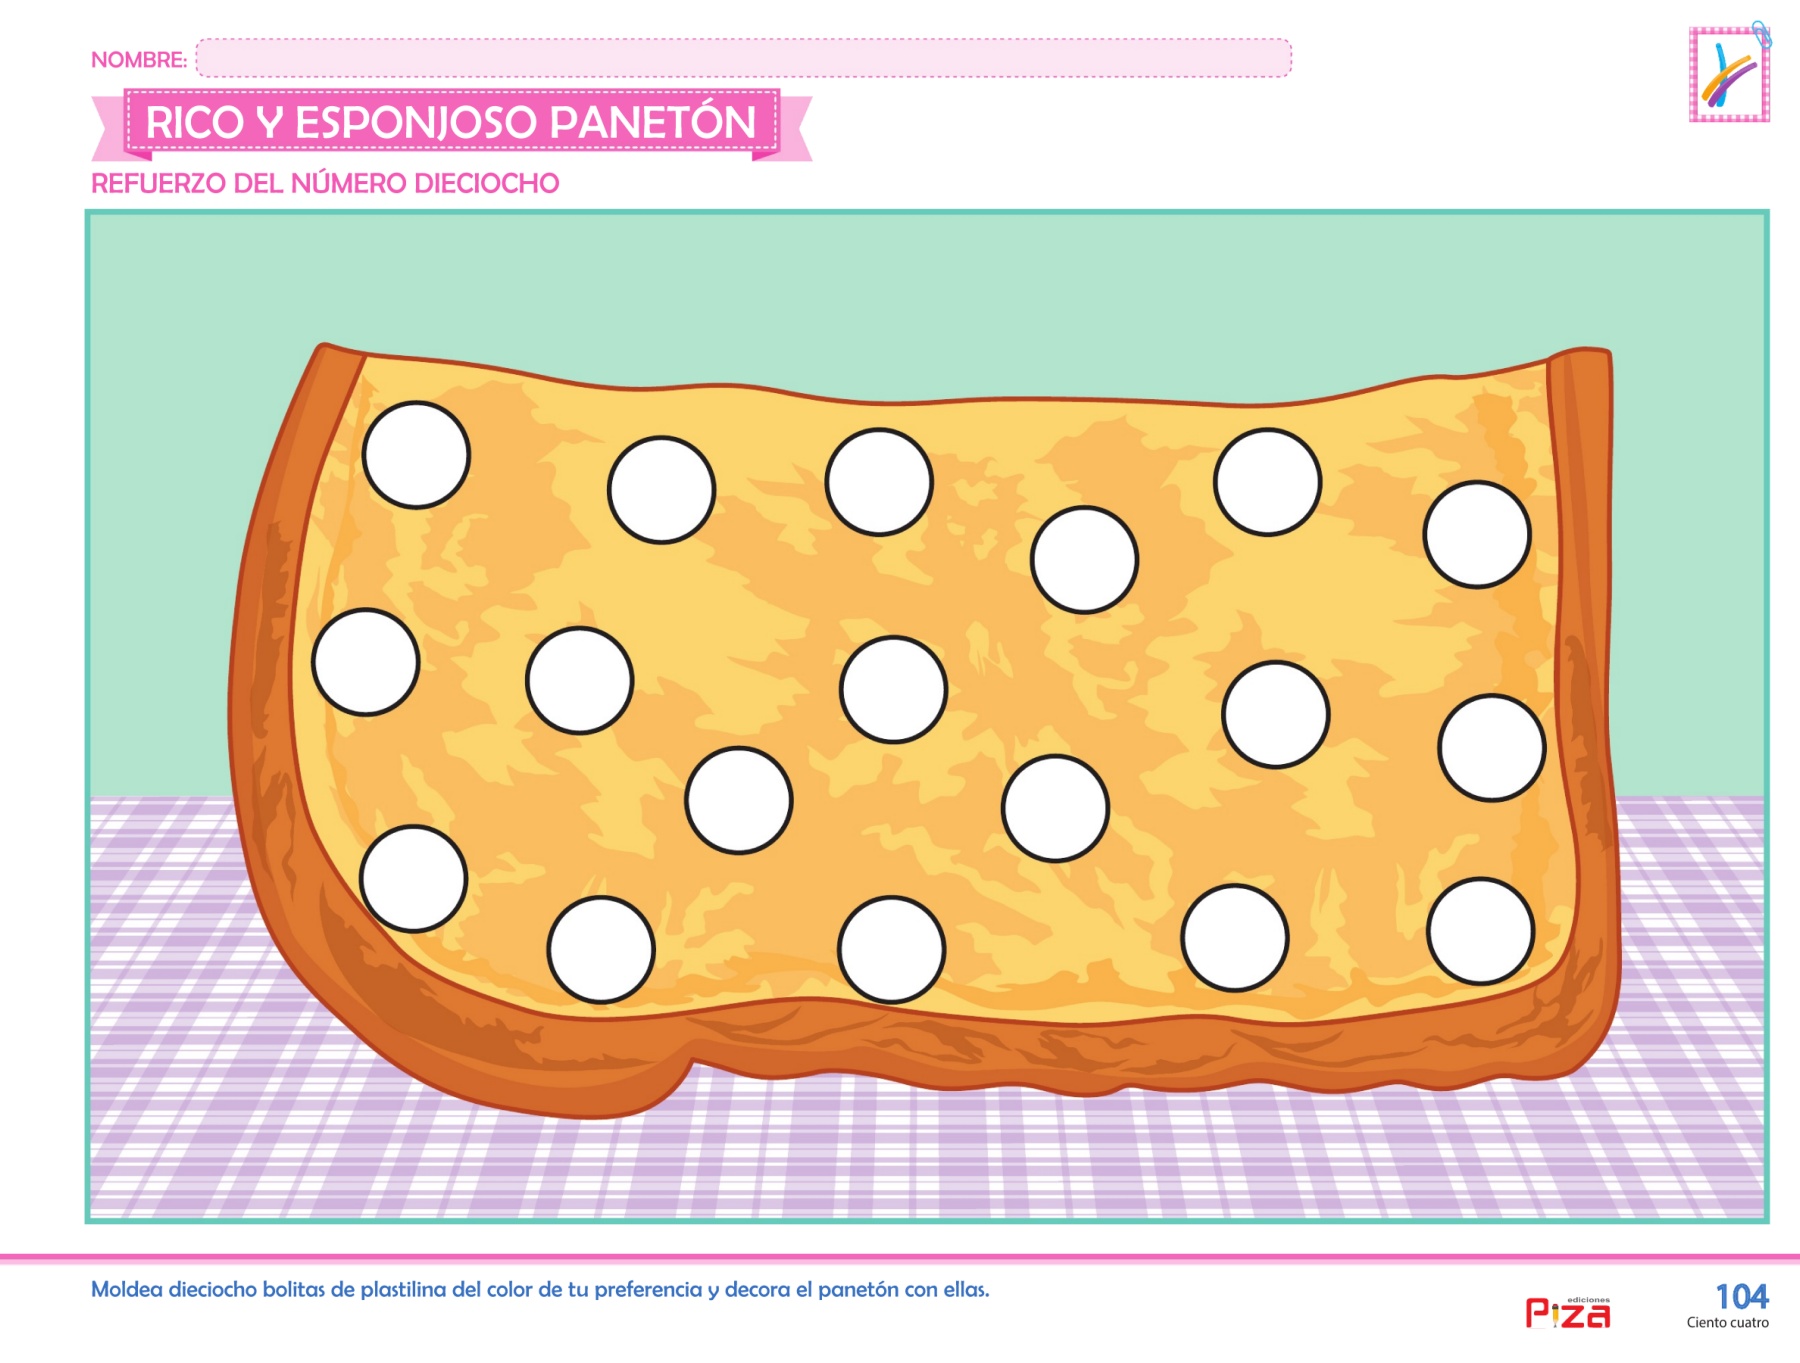 NOMBRE:
RICO Y ESPONJOSO PANETÓN
REFUERZO DEL NÚMERO DIECIOCHO
Moldea dieciocho bolitas de plastilina del color de tu preferencia y decora el panetón con ellas.
ediciones
Piza
104
Ciento cuatro